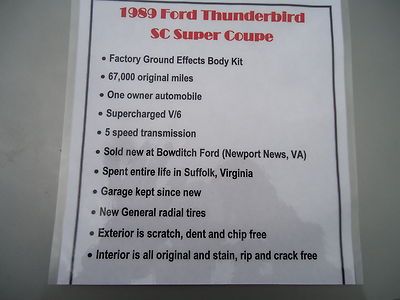 1989 Ford Thunderbird
SC Super Coupe
• Factory Ground Effects Body Kit
• 67,000 original miles
• One owner automobile
• Supercharged V/6
• 5 speed transmission
• Sold new at Bowditch Ford (Newport News, VA)
• Spent entire life in Suffolk, Virginia
• Garage kept since new
• New General radial tires
• Exterior is scratch, dent and chip free
• Interior is all original and stain, rip and crack free